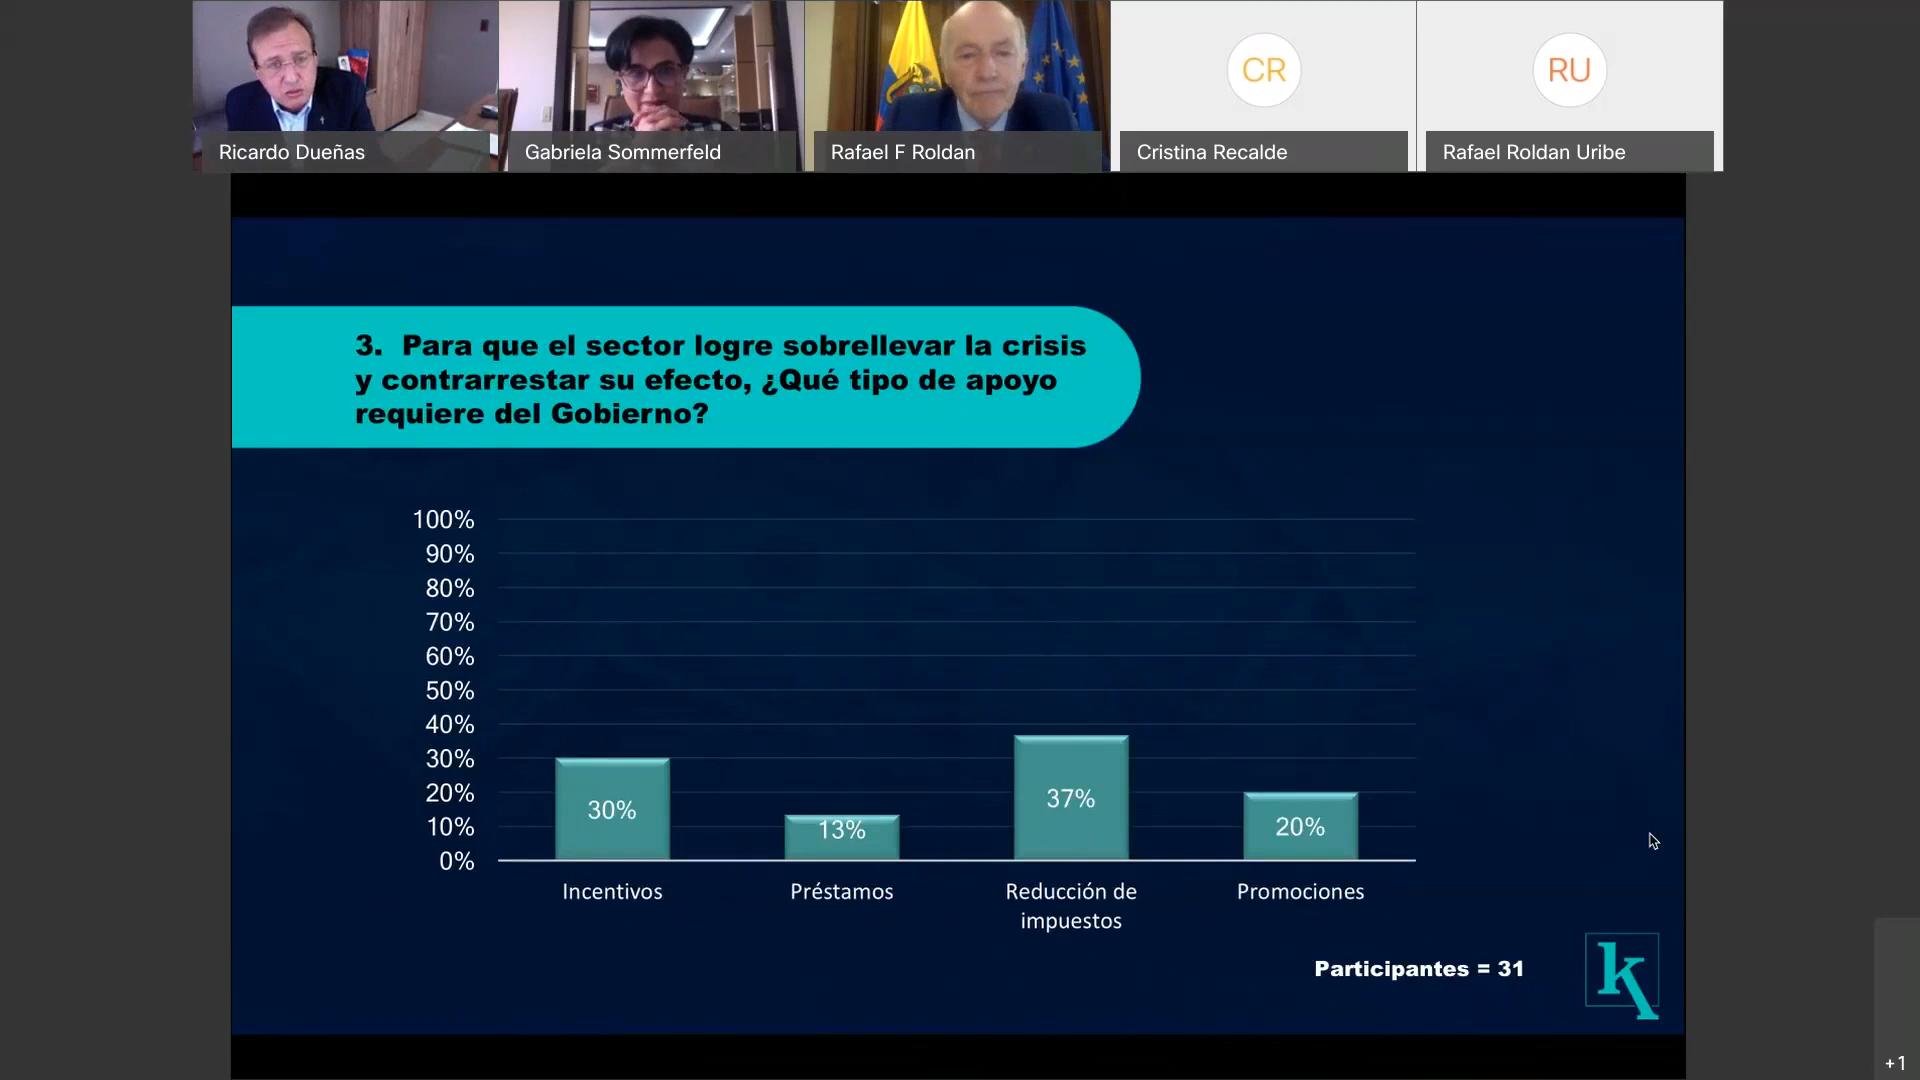 CR
RU
Ricardo Dueñas
Gabriela Sommerfeld
Rafael F Roldan
Cristina Recalde
Rafael Roldan Uribe
3. Para que el sector logre sobrellevar la crisis
y contrarrestar su efecto, ¿Qué tipo de apoyo
requiere del Gobierno?
100%
90%
80%
70%
60%
50%
40%
30%
20%
10%
0%
30%
13%
37%
20%
Incentivos
Préstamos
Reducción de
impuestos
Promociones
Participantes = 31
k
+1